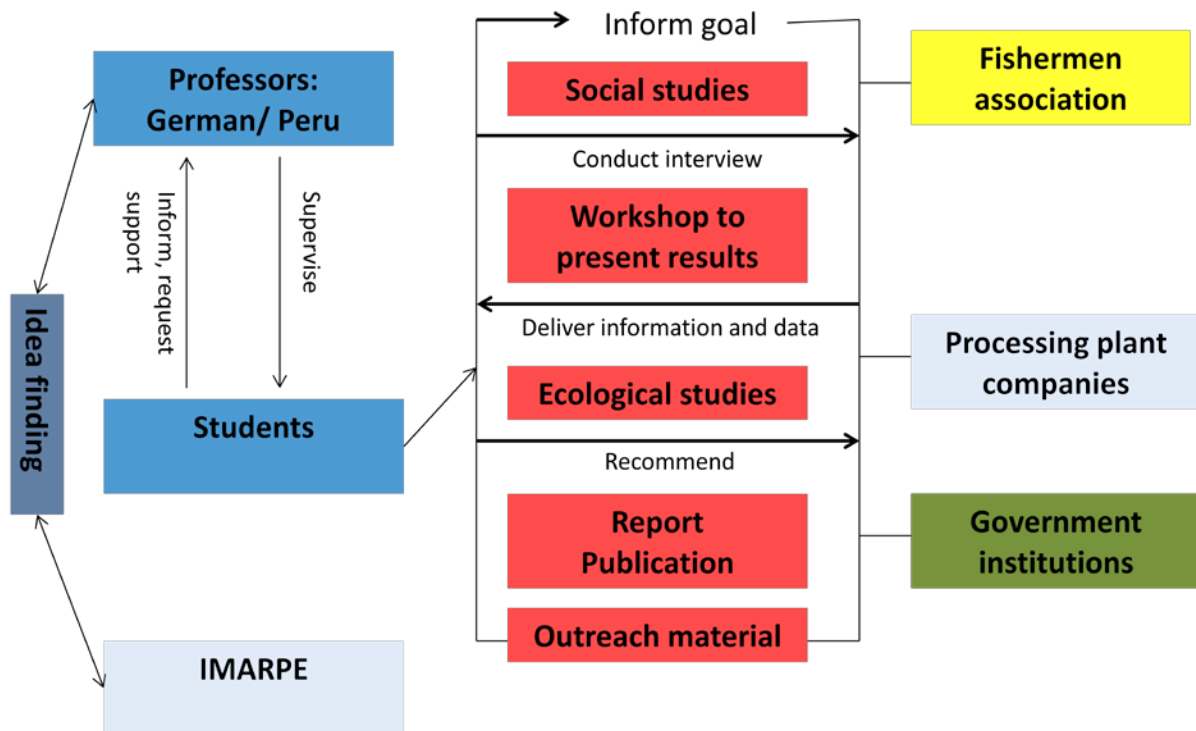 Professors:
German/ Peru
Inform, request
support
Supervise
Idea finding
Students
IMARPE
Inform goal
Social studies
Conduct interview
Workshop to
present results
Deliver information and data
Ecological studies
Recommend
Report
Publication
Outreach material
Fishermen
association
Processing plant
companies
Government
institutions